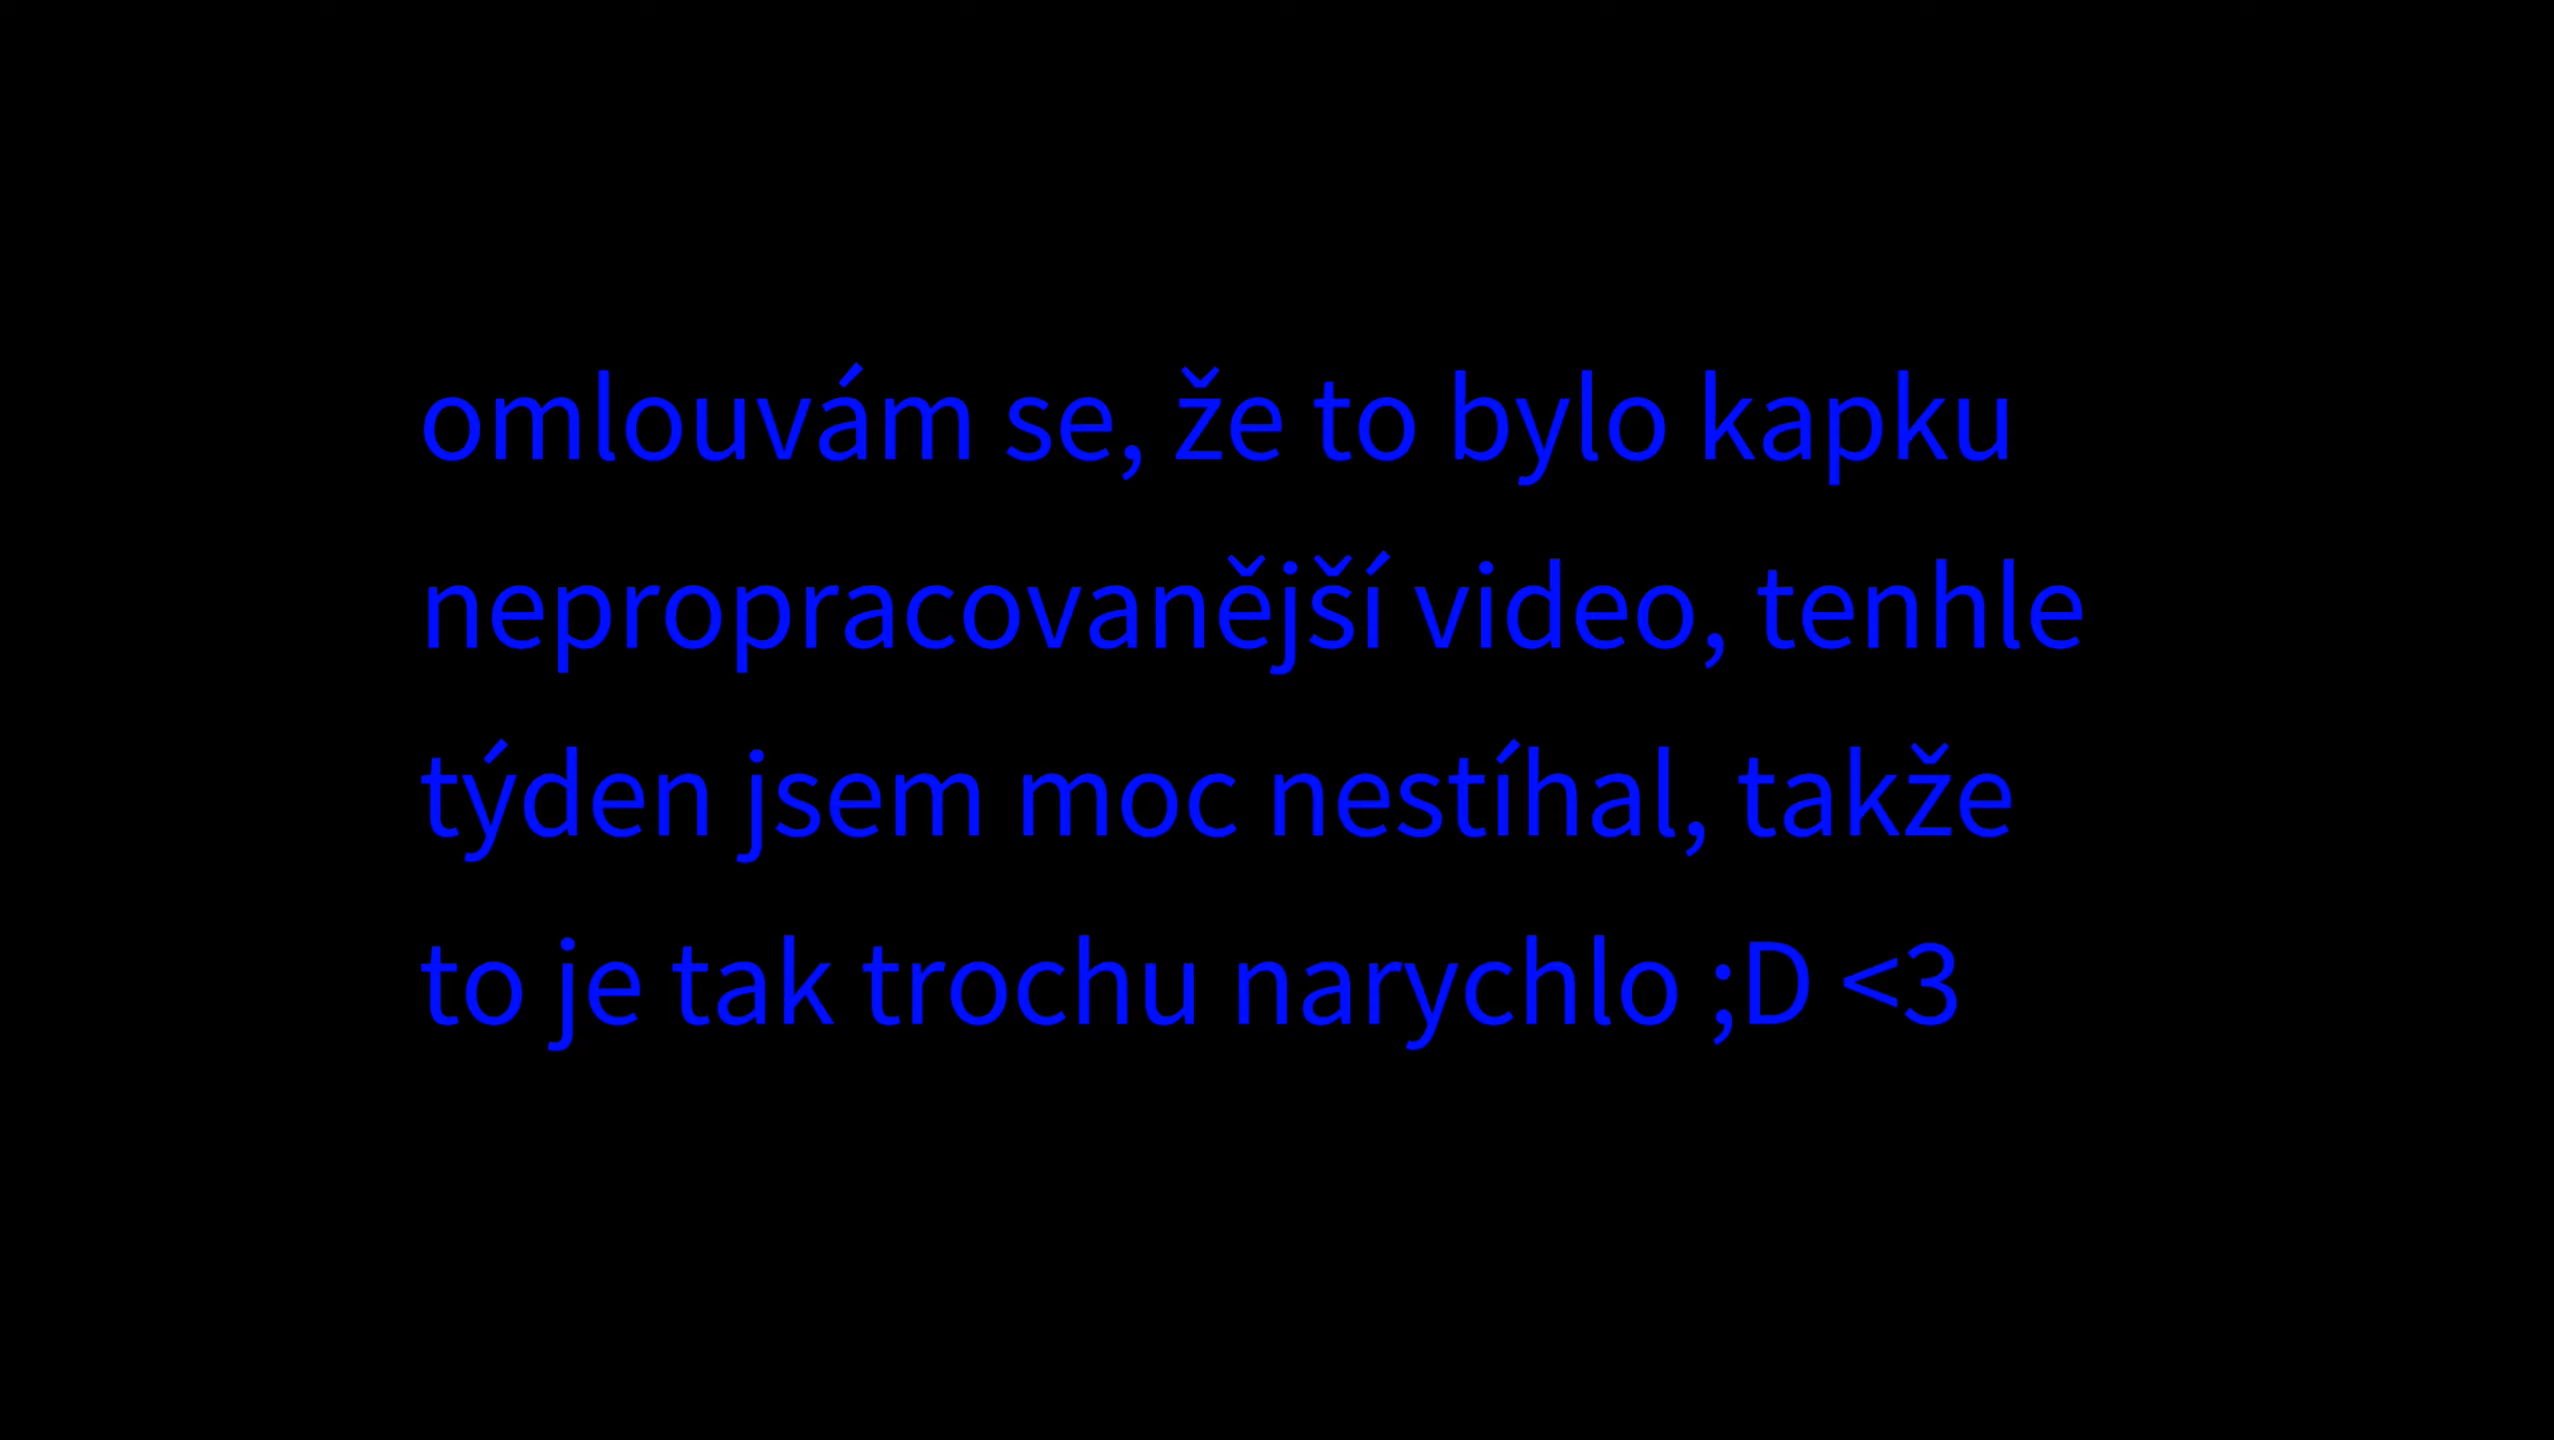 omlouvám se, že to bylo kapku
nepropracovanější video, tenhle
týden jsem moc nestíhal, takže
to je tak trochu narychlo ;D <3